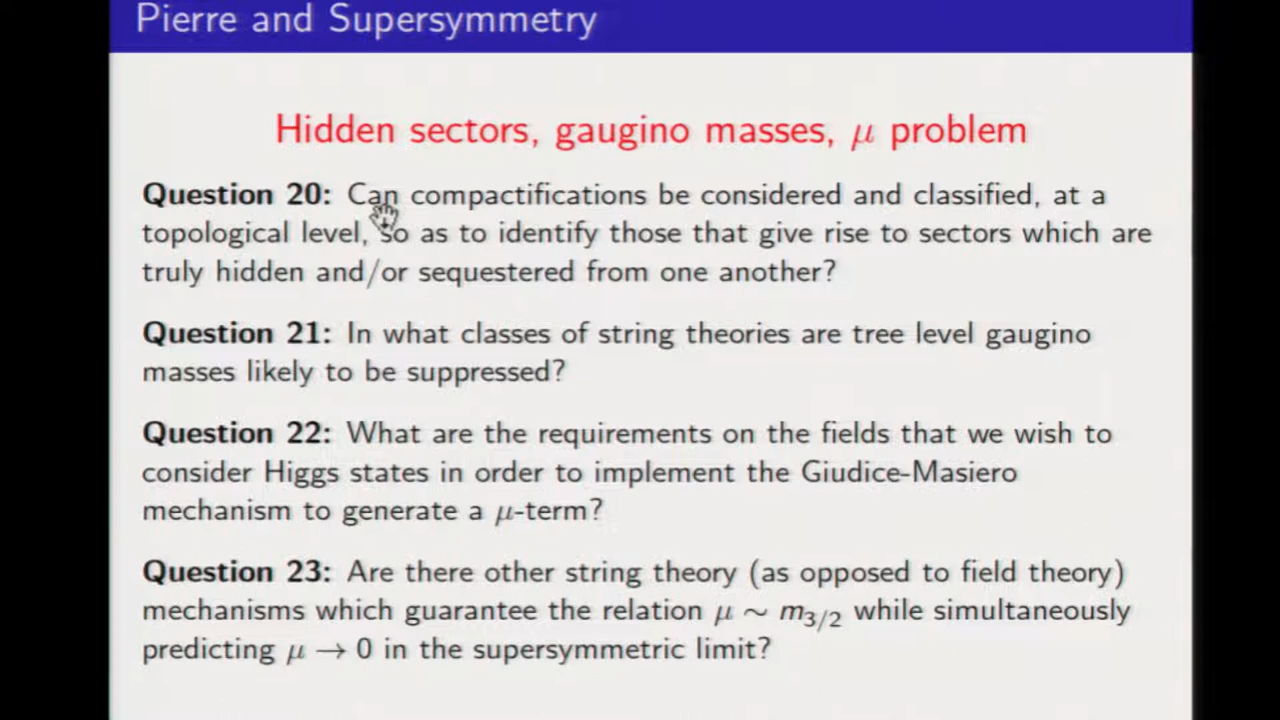 Pierre and Supersymmetry
Hidden sectors, gaugino masses, μ problem
Question 20: Can compactifications be considered and classified, at a
topological level, so as to identify those that give rise to sectors which are
truly hidden and/or sequestered from one another?
Question 21: In what classes of string theories are tree level gaugino
masses likely to be suppressed?
Question 22: What are the requirements on the fields that we wish to
consider Higgs states in order to implement the Giudice-Masiero
mechanism to generate a μ-term?
Question 23: Are there other string theory (as opposed to field theory)
mechanisms which guarantee the relation μ ∼ m_{3/2} while simultaneously
predicting μ → 0 in the supersymmetric limit?